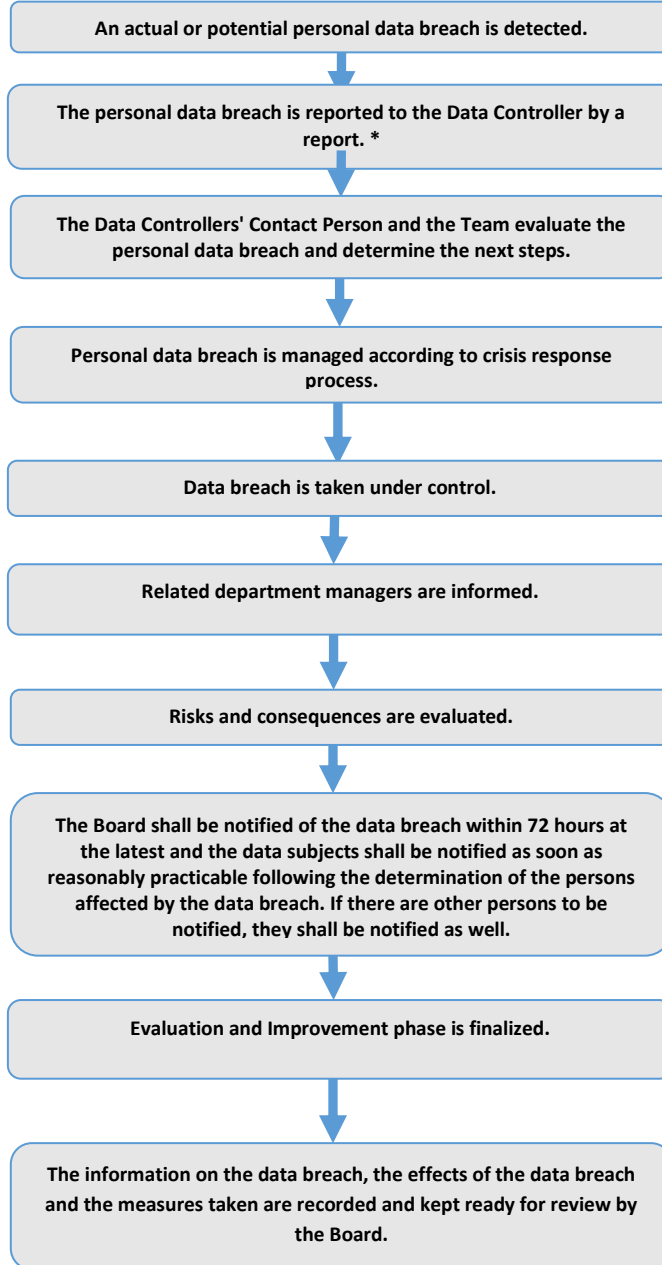 An actual or potential personal data breach is detected.
The personal data breach is reported to the Data Controller by a
report. *
The Data Controllers' Contact Person and the Team evaluate the
personal data breach and determine the next steps.
Personal data breach is managed according to crisis response
process.
Data breach is taken under control.
Related department managers are informed.
Risks and consequences are evaluated.
The Board shall be notified of the data breach within 72 hours at
the latest and the data subjects shall be notified as soon as
reasonably practicable following the determination of the persons
affected by the data breach. If there are other persons to be
notified, they shall be notified as well.
Evaluation and Improvement phase is finalized.
The information on the data breach, the effects of the data breach
and the measures taken are recorded and kept ready for review by
the Board.